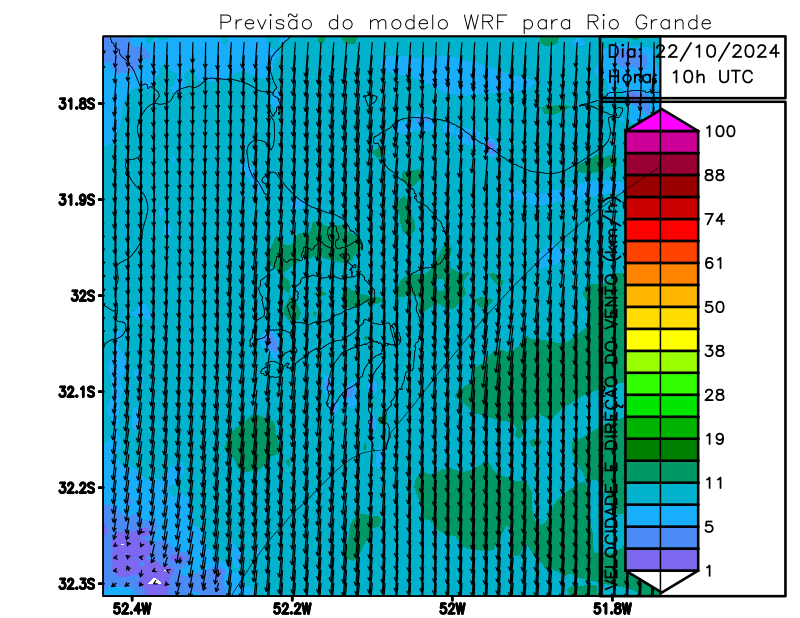 Previsão do modelo WRF para Rio Grande
Dia: 22/10/2024
Hora: 10h UTC
31.8S
31.9S
32S
32.1S
32.2S
32.3S
52.4W
52.2W
52W
51.8W
VELOCIDADE E DIREÇÃO DO VENTO (km/h)
100
88
74
61
50
38
28
19
11
5
1